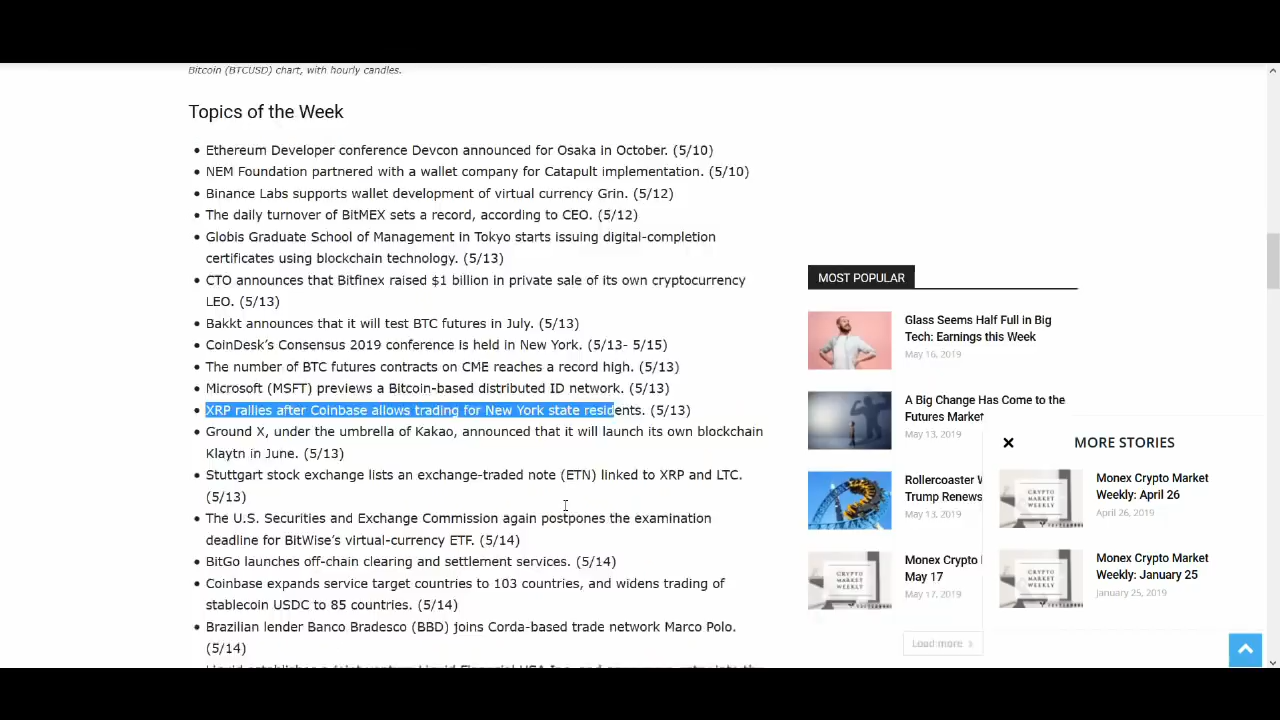 Bitcoin (BTCUSD) chart, with hourly candles.
Topics of the Week
Ethereum Developer conference Devcon announced for Osaka in October. (5/10)
NEM Foundation partnered with a wallet company for Catapult implementation. (5/10)
Binance Labs supports wallet development of virtual currency Grin. (5/12)
The daily turnover of BitMEX sets a record, according to CEO. (5/12)
Globis Graduate School of Management in Tokyo starts issuing digital-completion
certificates using blockchain technology. (5/13)
CTO announces that Bitfinex raised $1 billion in private sale of its own cryptocurrency
LEO. (5/13)
Bakkt announces that it will test BTC futures in July. (5/13)
CoinDesk's Consensus 2019 conference is held in New York. (5/13- 5/15)
The number of BTC futures contracts on CME reaches a record high. (5/13)
Microsoft (MSFT) previews a Bitcoin-based distributed ID network. (5/13)
XRP rallies after Coinbase allows trading for New York state residents. (5/13)
Ground X, under the umbrella of Kakao, announced that it will launch its own blockchain
Klaytn in June. (5/13)
Stuttgart stock exchange lists an exchange-traded note (ETN) linked to XRP and LTC.
(5/13)
The U.S. Securities and Exchange Commission again postpones the examination
deadline for BitWise's virtual-currency ETF. (5/14)
BitGo launches off-chain clearing and settlement services. (5/14)
Coinbase expands service target countries to 103 countries, and widens trading of
stablecoin USDC to 85 countries. (5/14)
Brazilian lender Banco Bradesco (BBD) joins Corda-based trade network Marco Polo.
(5/14)
MOST POPULAR
Glass Seems Half Full in Big
Tech: Earnings this Week
May 16, 2019
A Big Change Has Come to the
Futures Market
May 13, 2019
Rollercoaster
Trump Renews
May 13, 2019
Monex Crypto
May 17
May 17, 2019
CRYPTO
MARKET
WEEKLY
Load more
MORE STORIES
CRYPTO
MARKET
WEEKLY
Monex Crypto Market
Weekly: April 26
April 26, 2019
CRYPTO
MARKET
WEEKLY
Monex Crypto Market
Weekly: January 25
January 25, 2019